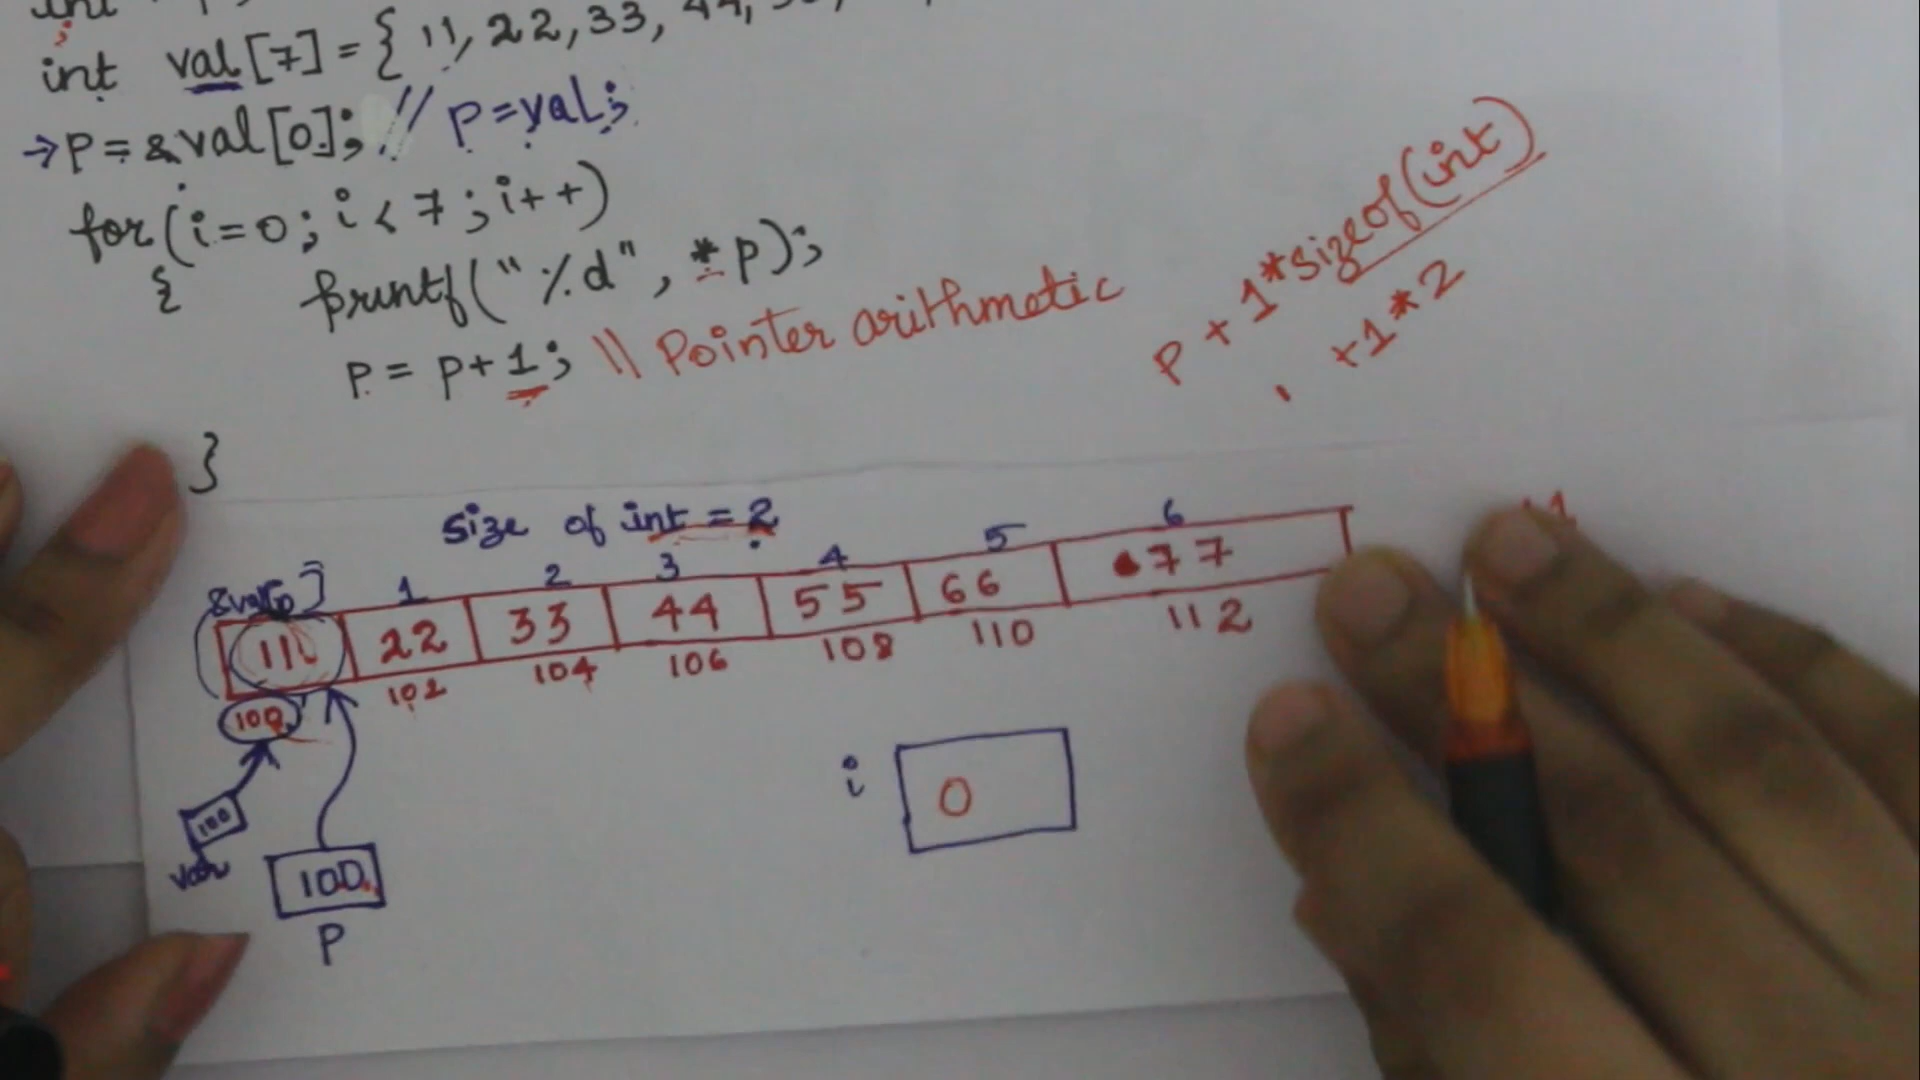 int val[7] = { 11, 22, 33, 44,
→ P = &val[0]; // P = val;
for(i=0; i<7; i++)
{ printf("%d", *p);
P = P+1; // Pointer arithmetic
P + 1*sizeof(int)
+1*2
}
size of int = 2
&val[0] 1 2 3 4 5 6
11 22 33 44 55 66 77
100 102 104 106 108 110 112
i 0
100
var
100
P